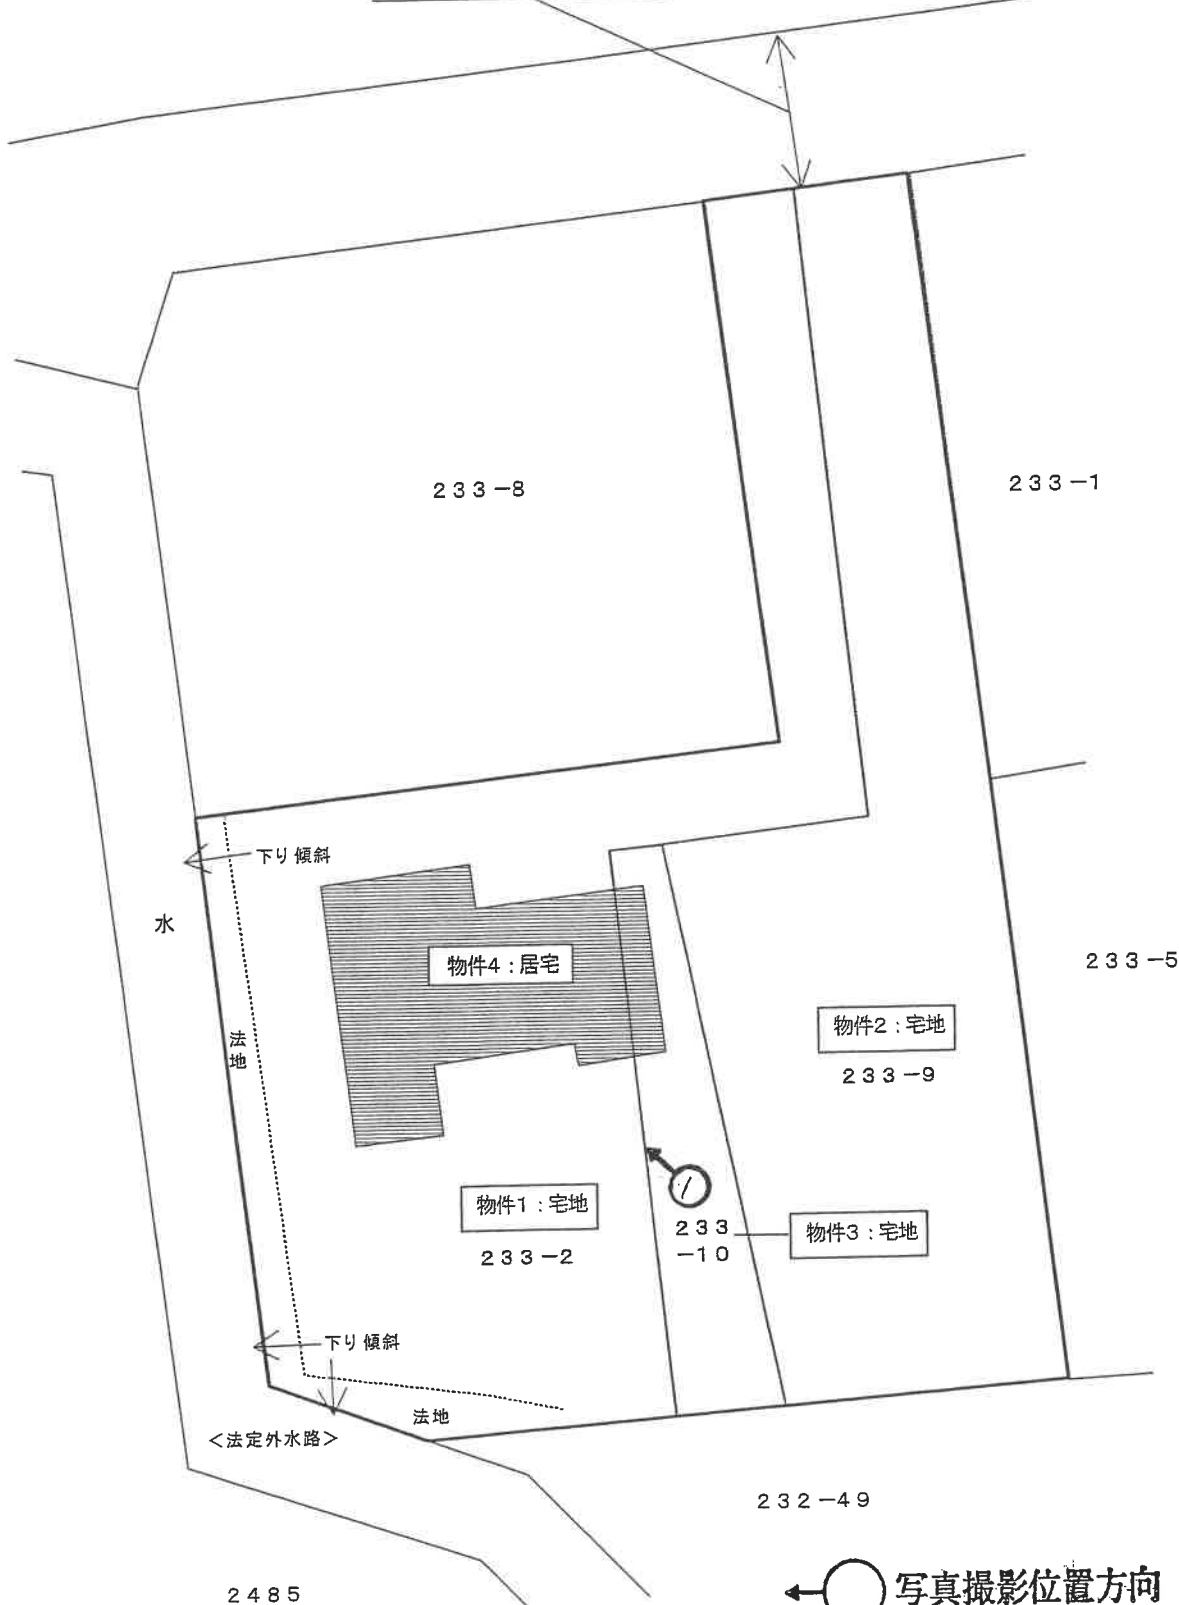 233-8
233-1
下り傾斜
水
物件4：居宅
233-5
法
地
物件2：宅地
233-9
物件1：宅地
233-2
1
233
-10
物件3：宅地
下り傾斜
法地
＜法定外水路＞
232-49
2485
写真撮影位置方向